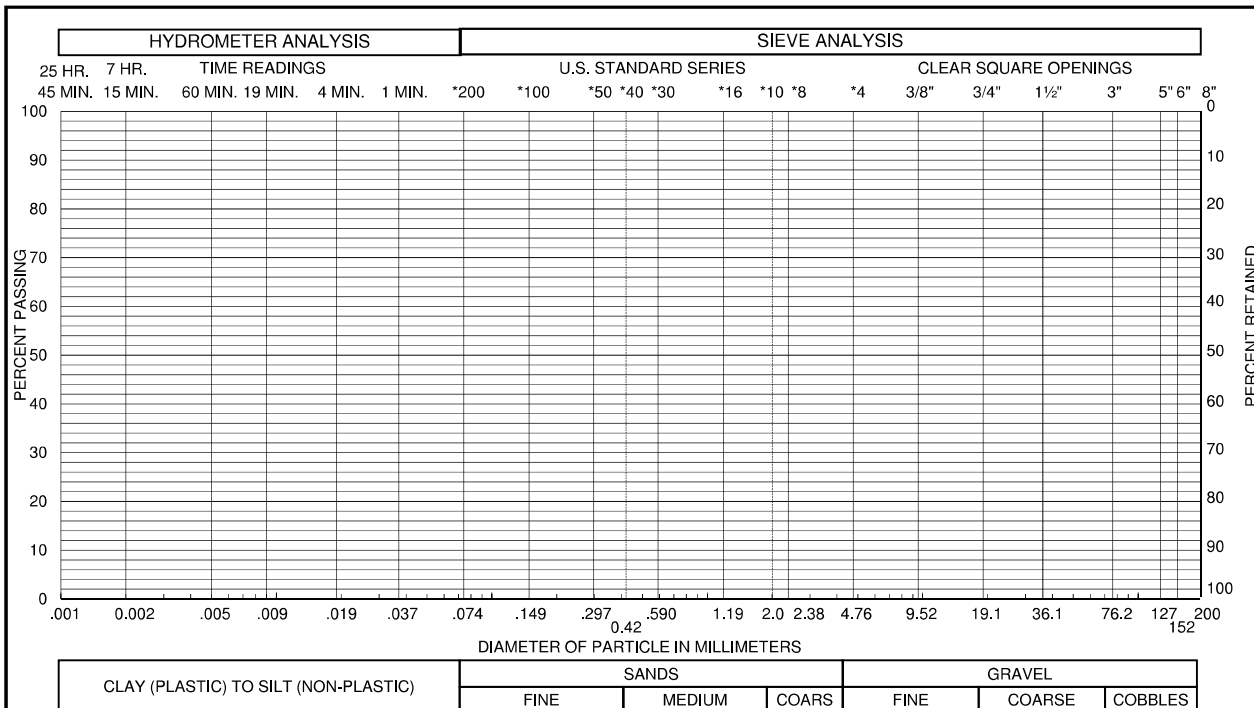 HYDROMETER ANALYSIS SIEVE ANALYSIS
25 HR. 7 HR. TIME READINGS U.S. STANDARD SERIES CLEAR SQUARE OPENINGS
45 MIN. 15 MIN. 60 MIN. 19 MIN. 4 MIN. 1 MIN. *200 *100 *50 *40 *30 *16 *10 *8 *4 3/8" 3/4" 1½" 3" 5" 6" 8"
PERCENT PASSING
100
90
80
70
60
50
40
30
20
10
0
0
10
20
30
40
50
60
70
80
90
100
PERCENT RETAINED
.001 0.002 .005 .009 .019 .037 .074 .149 .297 .590 1.19 2.0 2.38 4.76 9.52 19.1 36.1 76.2 127 200
0.42 152
DIAMETER OF PARTICLE IN MILLIMETERS
CLAY (PLASTIC) TO SILT (NON-PLASTIC) SANDS GRAVEL
FINE MEDIUM COARS FINE COARSE COBBLES